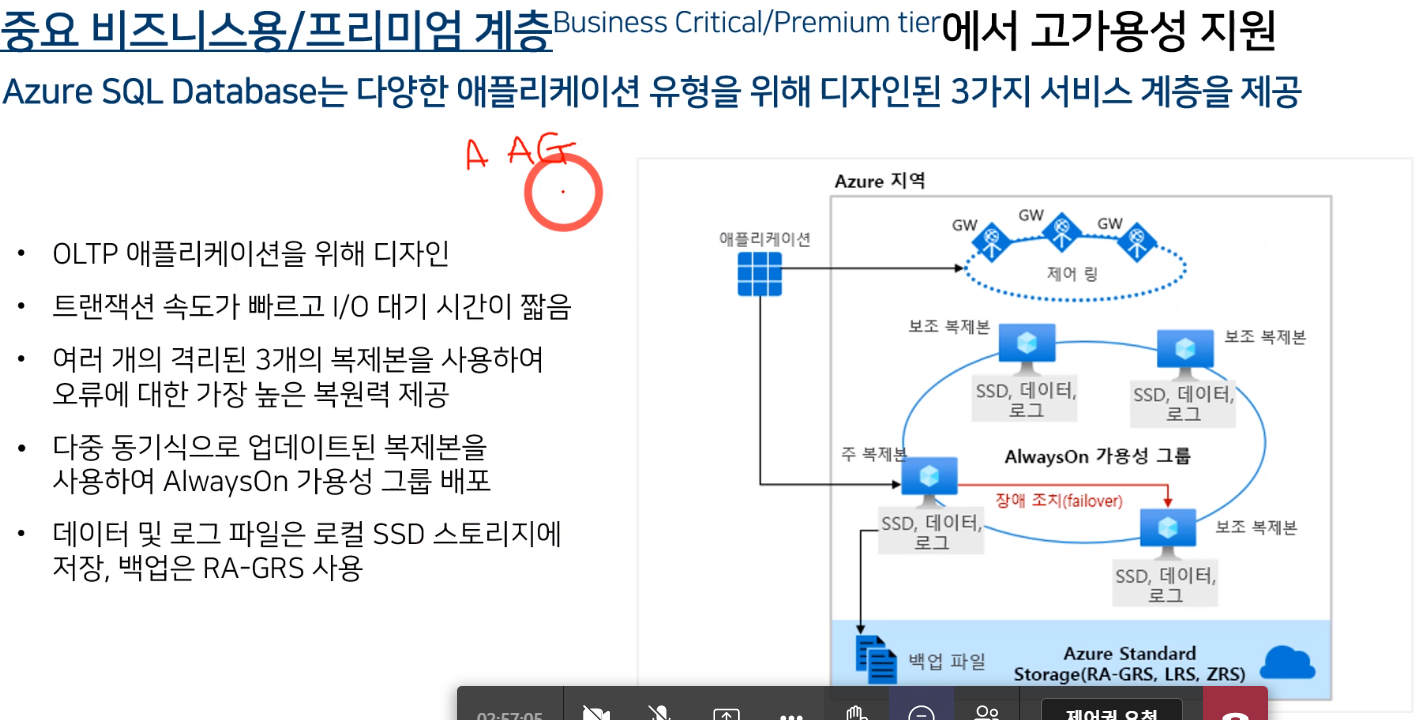 중요 비즈니스용/프리미엄 계층Business Critical/Premium tier에서 고가용성 지원
Azure SQL Database는 다양한 애플리케이션 유형을 위해 디자인된 3가지 서비스 계층을 제공
A AG
• OLTP 애플리케이션을 위해 디자인
• 트랜잭션 속도가 빠르고 I/O 대기 시간이 짧음
• 여러 개의 격리된 3개의 복제본을 사용하여
오류에 대한 가장 높은 복원력 제공
• 다중 동기식으로 업데이트된 복제본을
사용하여 AlwaysOn 가용성 그룹 배포
• 데이터 및 로그 파일은 로컬 SSD 스토리지에
저장, 백업은 RA-GRS 사용
Azure 지역
애플리케이션
GW
GW
GW
제어 링
보조 복제본
SSD, 데이터,
로그
보조 복제본
SSD, 데이터,
로그
주 복제본
SSD, 데이터,
로그
AlwaysOn 가용성 그룹
장애 조치(failover)
보조 복제본
SSD, 데이터,
로그
백업 파일
Azure Standard
Storage(RA-GRS, LRS, ZRS)
02:57:05
제어권 요청